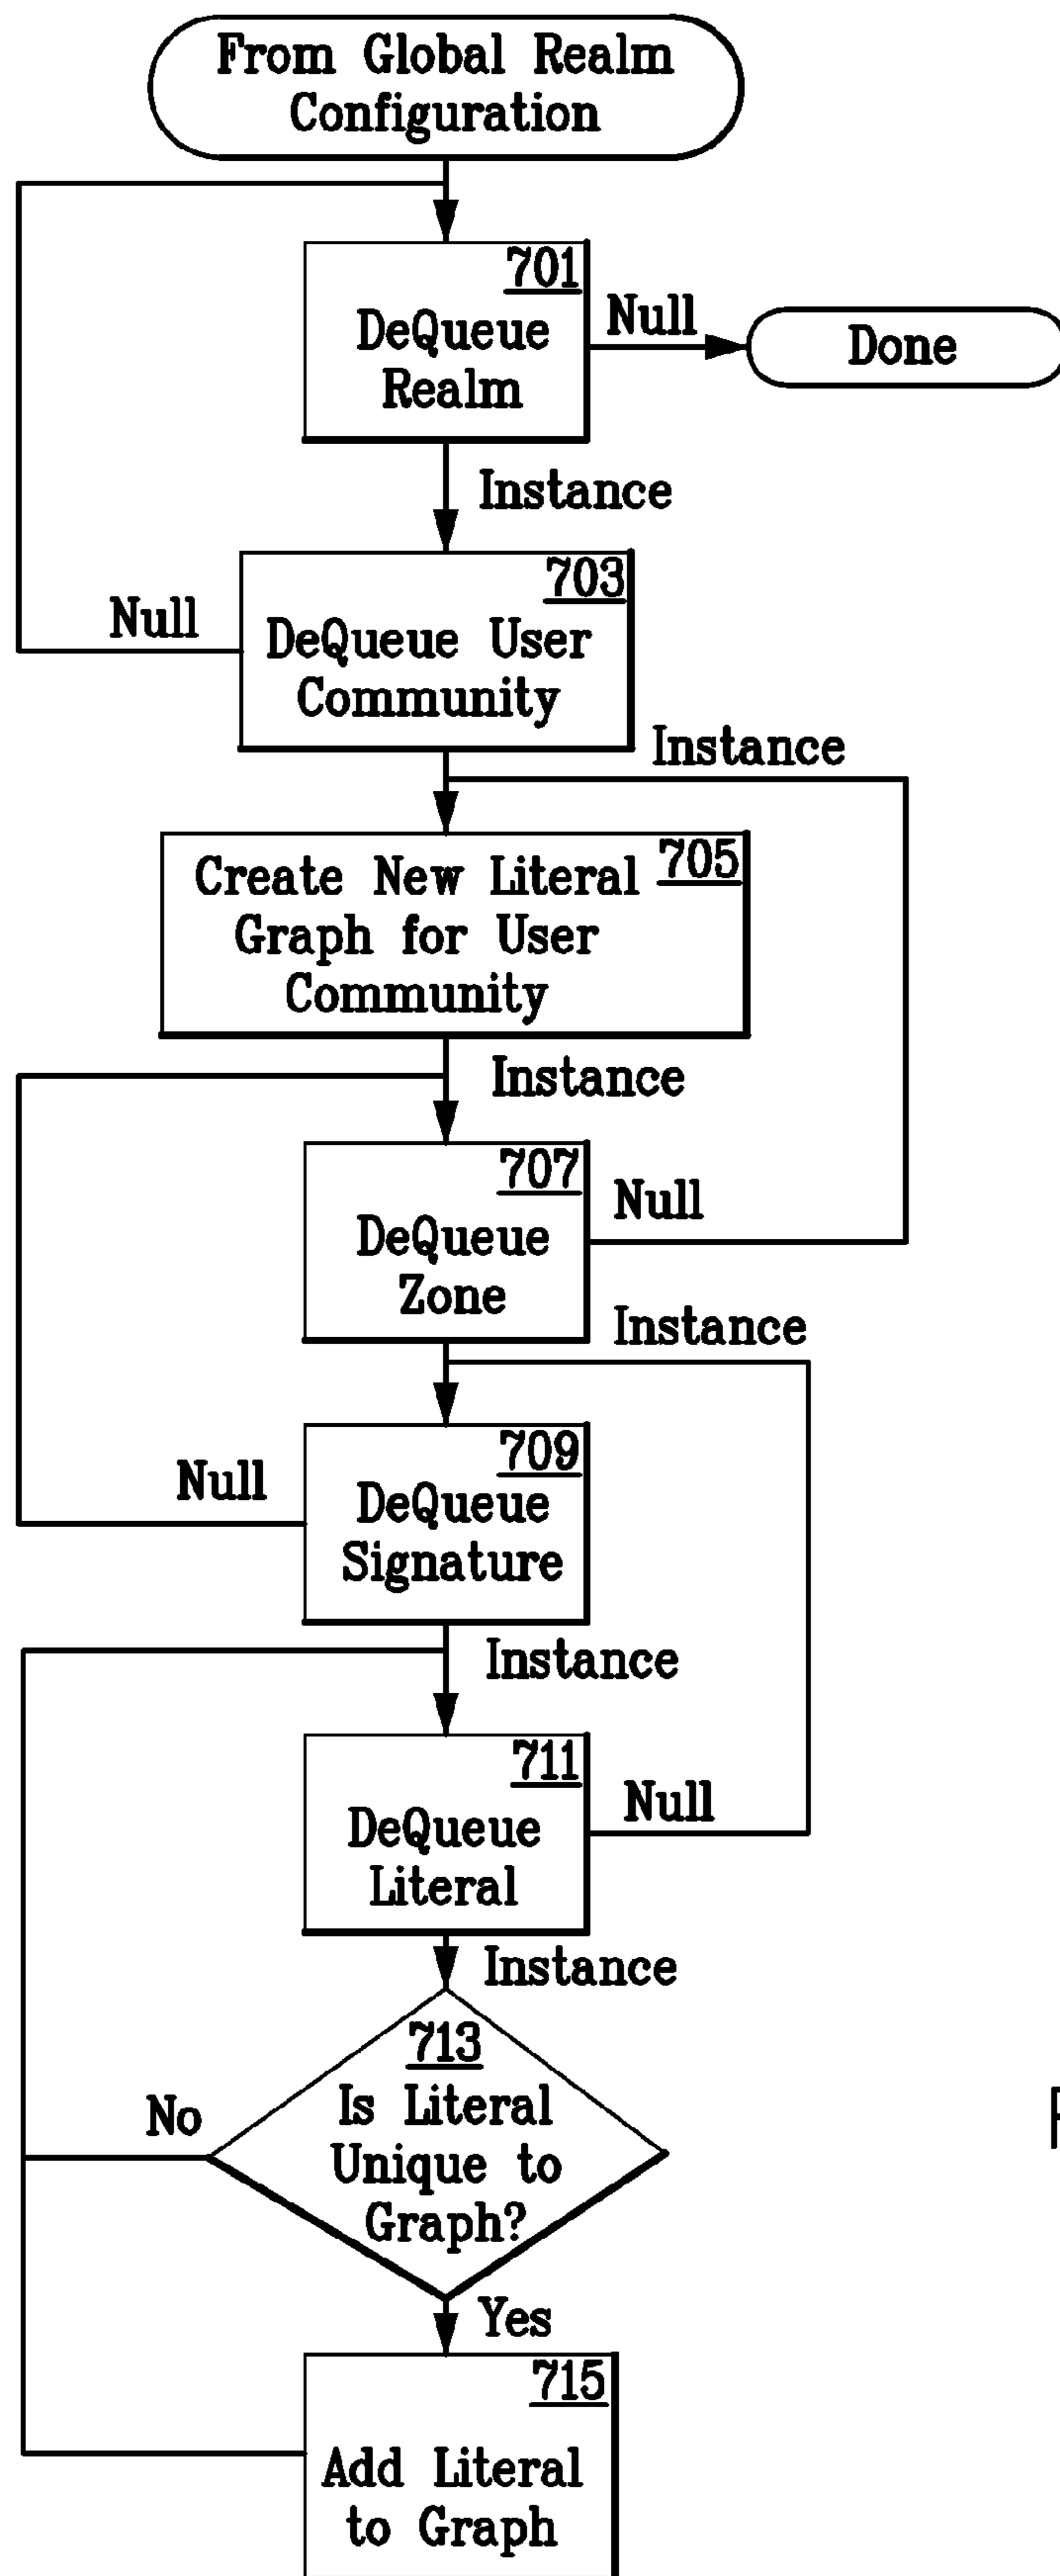 From Global Realm
Configuration
701
DeQueue
Realm
Null
Done
Instance
703
DeQueue User
Community
Null
Instance
Create New Literal 705
Graph for User
Community
Instance
707
DeQueue
Zone
Null
Instance
709
DeQueue
Signature
Null
Instance
711
DeQueue
Literal
Null
Instance
713
Is Literal
Unique to
Graph?
No
Yes
715
Add Literal
to Graph